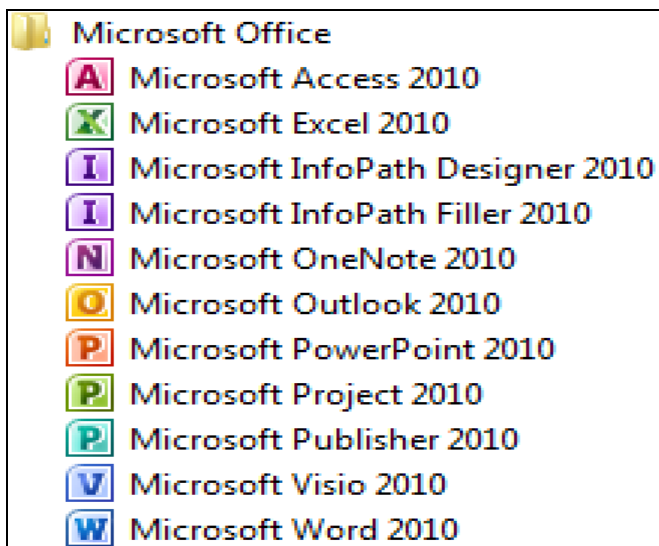 Microsoft Office
A Microsoft Access 2010
X Microsoft Excel 2010
I Microsoft InfoPath Designer 2010
I Microsoft InfoPath Filler 2010
N Microsoft OneNote 2010
O Microsoft Outlook 2010
P Microsoft PowerPoint 2010
P Microsoft Project 2010
P Microsoft Publisher 2010
V Microsoft Visio 2010
W Microsoft Word 2010